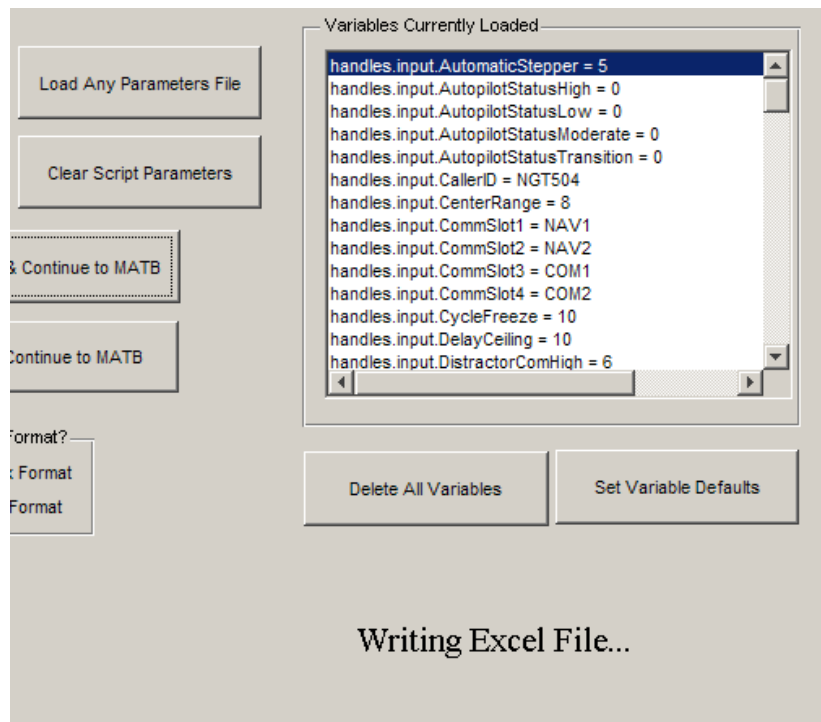 Variables Currently Loaded
Load Any Parameters File
Clear Script Parameters
& Continue to MATB
Continue to MATB
Format?
x Format
Format
handles.input.AutomaticStepper = 5
handles.input.AutopilotStatusHigh = 0
handles.input.AutopilotStatusLow = 0
handles.input.AutopilotStatusModerate = 0
handles.input.AutopilotStatusTransition = 0
handles.input.CallerID = NGT504
handles.input.CenterRange = 8
handles.input.CommSlot1 = NAV1
handles.input.CommSlot2 = NAV2
handles.input.CommSlot3 = COM1
handles.input.CommSlot4 = COM2
handles.input.CycleFreeze = 10
handles.input.DelayCeiling = 10
handles.input.DistractorComHigh = 6
Delete All Variables
Set Variable Defaults
Writing Excel File...